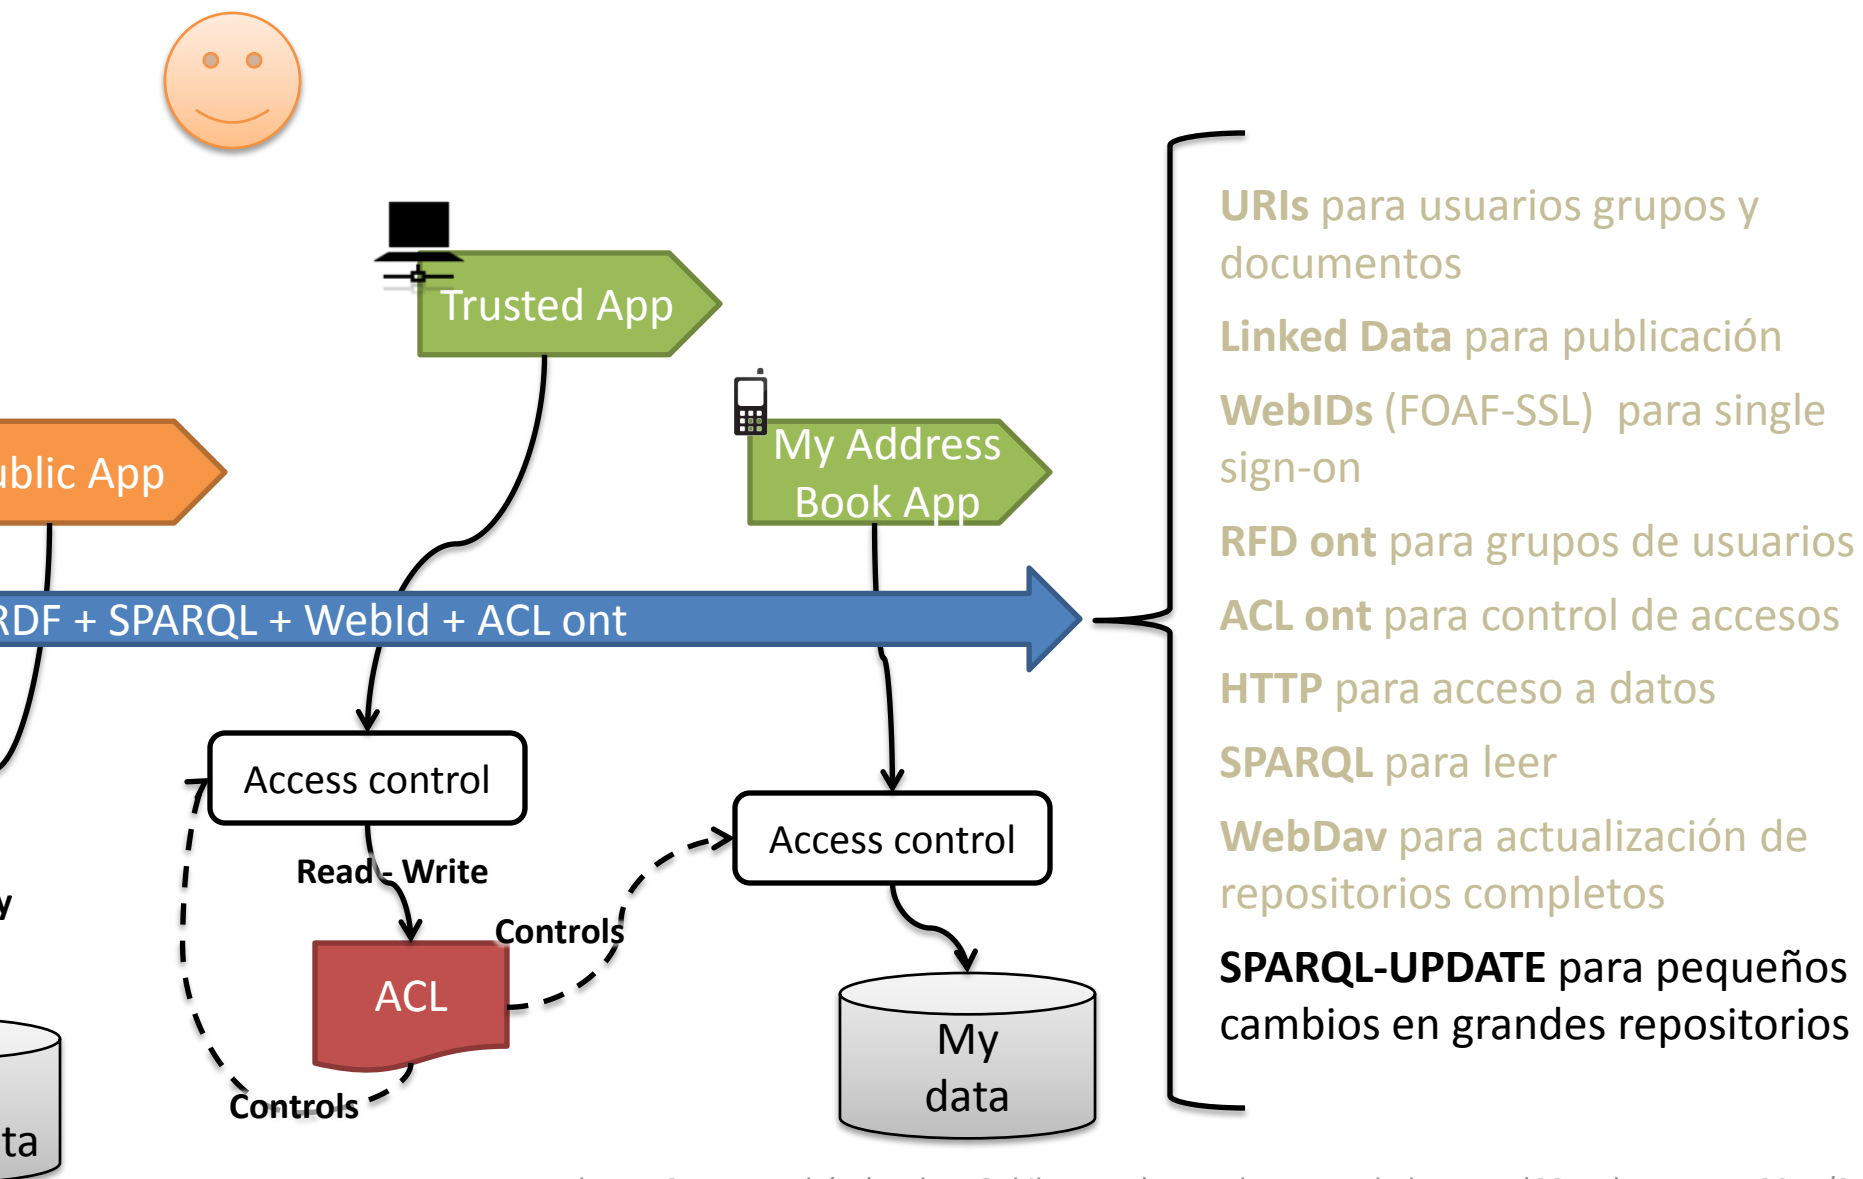 Trusted App
My Address
Book App
App
+ SPARQL + WebId + ACL ont
Access control
Access control
Read - Write
Controls
ACL
Controls
My
data
URIs para usuarios grupos y
documentos
Linked Data para publicación
WebIDs (FOAF-SSL) para single
sign-on
RFD ont para grupos de usuarios
ACL ont para control de accesos
HTTP para acceso a datos
SPARQL para leer
WebDav para actualización de
repositorios completos
SPARQL-UPDATE para pequeños
cambios en grandes repositorios